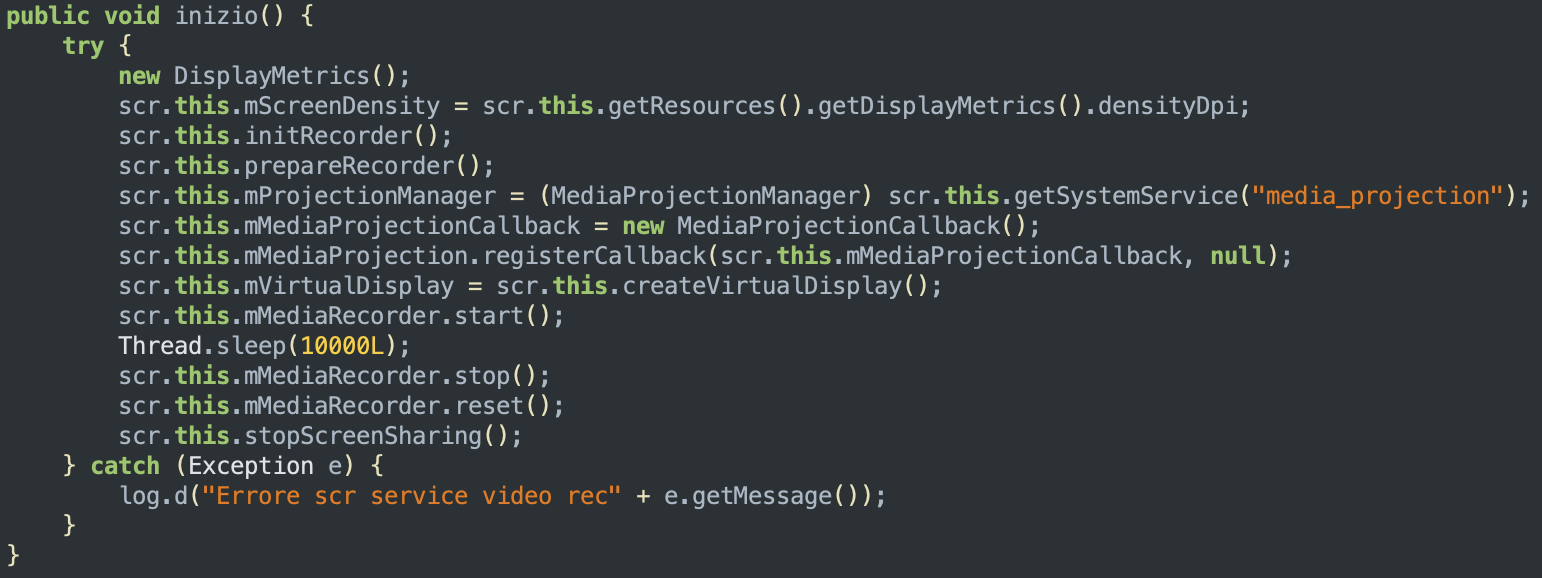 public void inizio() {
try {
new DisplayMetrics();
scr.this.mScreenDensity = scr.this.getResources().getDisplayMetrics().densityDpi;
scr.this.initRecorder();
scr.this.prepareRecorder();
scr.this.mProjectionManager = (MediaProjectionManager) scr.this.getSystemService("media_projection");
scr.this.mMediaProjectionCallback = new MediaProjectionCallback();
scr.this.mMediaProjection.registerCallback(scr.this.mMediaProjectionCallback, null);
scr.this.mVirtualDisplay = scr.this.createVirtualDisplay();
scr.this.mMediaRecorder.start();
Thread.sleep(10000L);
scr.this.mMediaRecorder.stop();
scr.this.mMediaRecorder.reset();
scr.this.stopScreenSharing();
} catch (Exception e) {
log.d("Errore scr service video rec" + e.getMessage());
}
}